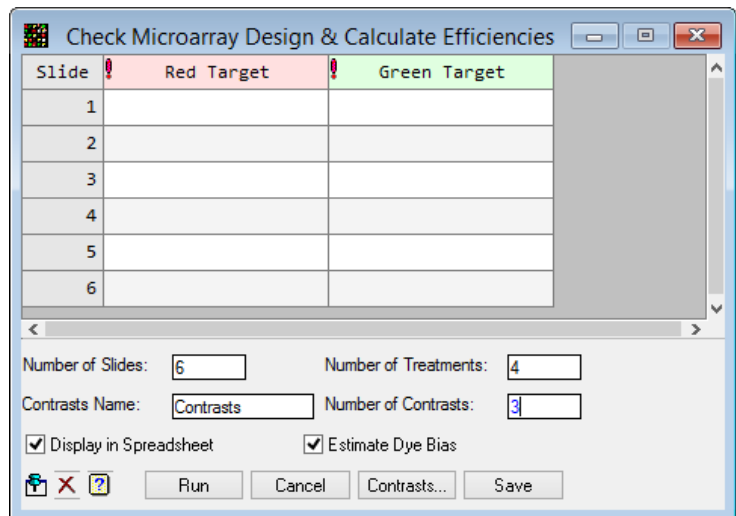 Check Microarray Design & Calculate Efficiencies
Slide ! Red Target ! Green Target
1
2
3
4
5
6
Number of Slides: 6 Number of Treatments: 4
Contrasts Name: Contrasts Number of Contrasts: 3
Display in Spreadsheet Estimate Dye Bias
? Run Cancel Contrasts... Save